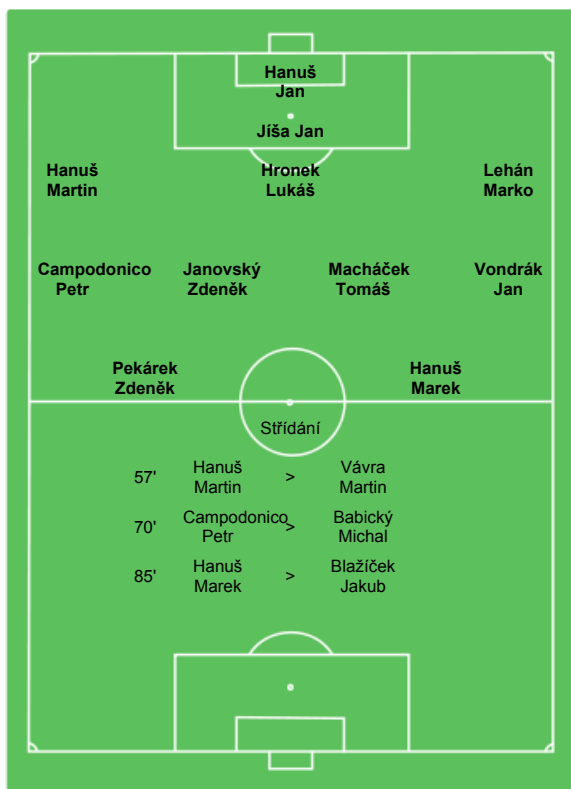 Hanuš
Jan
Jíša Jan
Hanuš Hronek Lehán
Martin Lukáš Marko
Campodonico Janovský Macháček Vondrák
Petr Zdeněk Tomáš Jan
Pekárek Hanuš
Zdeněk Marek
Střídání
57' Hanuš Martin > Vávra Martin
70' Campodonico Petr > Babický Michal
85' Hanuš Marek > Blažíček Jakub